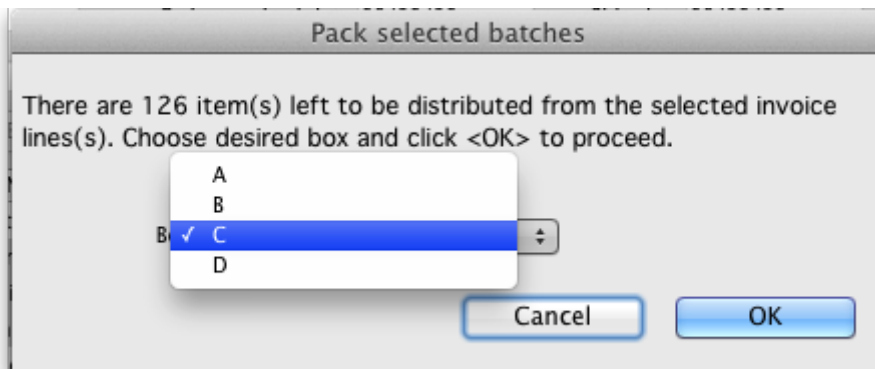 Pack selected batches
There are 126 item(s) left to be distributed from the selected invoice
lines(s). Choose desired box and click <OK> to proceed.
A
B
✓ C
D
Cancel
OK